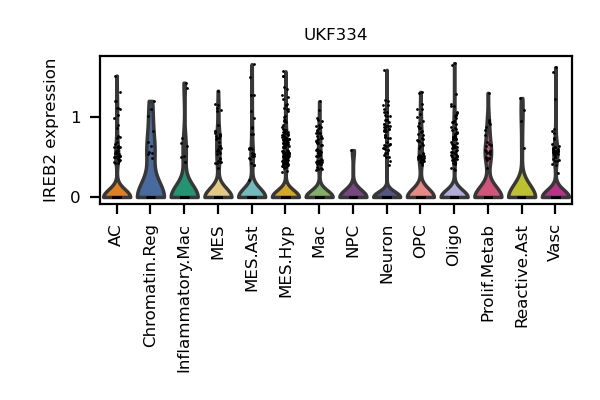 UKF334
IREB2 expression
1
0
AC
Chromatin.Reg
Inflammatory.Mac
MES
MES.Ast
MES.Hyp
Mac
NPC
Neuron
OPC
Oligo
Prolif.Metab
Reactive.Ast
Vasc